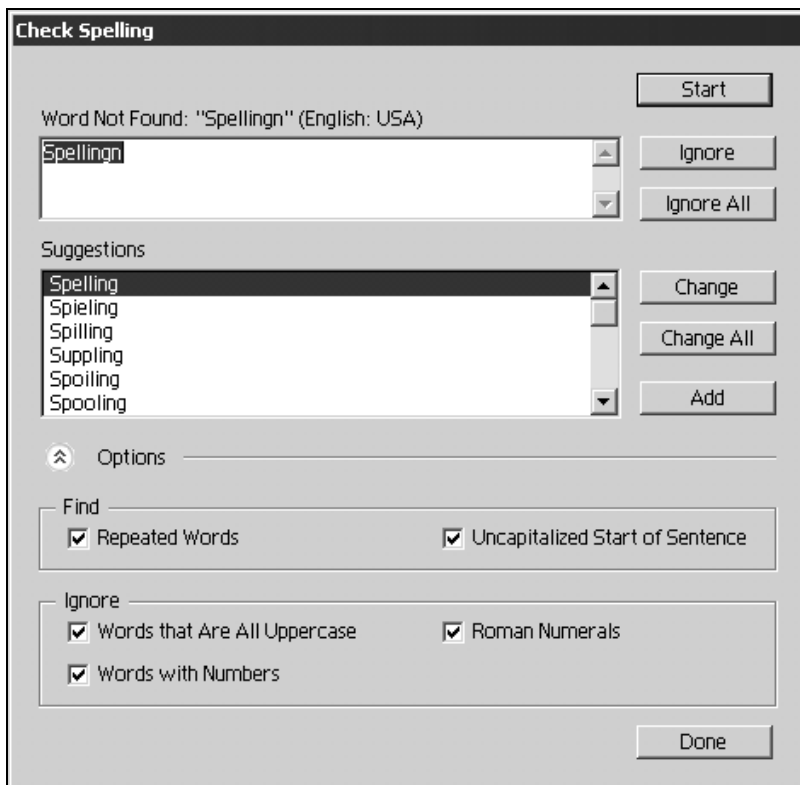 Check Spelling
Start
Word Not Found: "Spellingn" (English: USA)
Spellingn
Ignore
Ignore All
Suggestions
Spelling
Spieling
Spilling
Suppling
Spoiling
Spooling
Change
Change All
Add
Options
Find
Repeated Words
Uncapitalized Start of Sentence
Ignore
Words that Are All Uppercase
Roman Numerals
Words with Numbers
Done